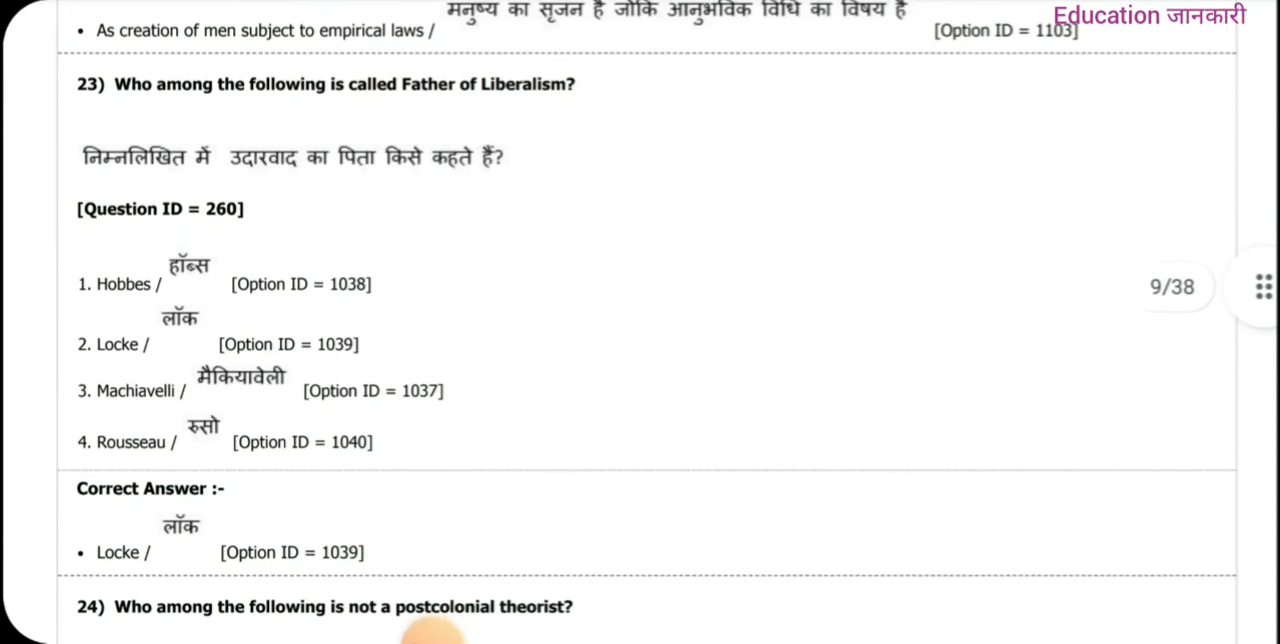 मनुष्य का सृजन है जोकि आनुभविक विधि का विषय है
Education जानकारी
• As creation of men subject to empirical laws / [Option ID = 1103]
23) Who among the following is called Father of Liberalism?
निम्नलिखित में उदारवाद का पिता किसे कहते हैं?
[Question ID = 260]
1. Hobbes / हॉब्स [Option ID = 1038]
2. Locke / लॉक [Option ID = 1039]
3. Machiavelli / मैकियावेली [Option ID = 1037]
4. Rousseau / रुसो [Option ID = 1040]
9/38
Correct Answer :-
• Locke / लॉक [Option ID = 1039]
24) Who among the following is not a postcolonial theorist?